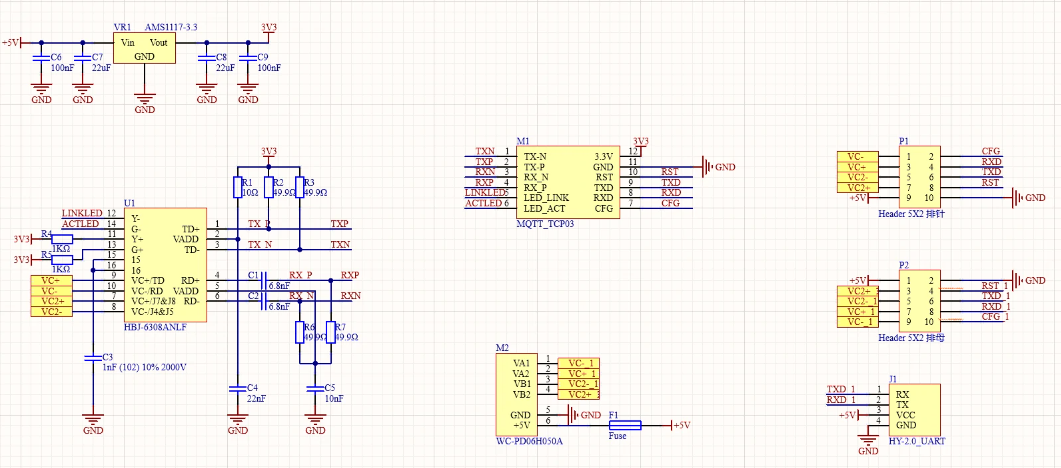 VR1 AMS1117-3.3
3V3
+5V
Vin Vout
GND
C6
100nF
C7
22uF
C8
22uF
C9
100nF
GND
GND
GND
GND
GND
M1
3V3
TXN 1 TX-N 3.3V 12
TXP 2 TX-P GND 11 GND
RXN 3 RX_N RST 10 RST
RXP 4 RX_P TXD 9 TXD
LINKLED 5 LED_LINK RXD 8 RXD
ACTLED 6 LED_ACT CFG 7 CFG
MQTT_TCP03
P1
VC- 1 2 CFG
VC+ 3 4 RXD
VC2- 5 6 TXD
VC2+ 7 8 RST
+5V 9 10 GND
Header 5X2 排针
3V3
R1
10Ω
R2
49.9Ω
R3
49.9Ω
U1
LINKLED 12 Y-
ACTLED 14 G-
3V3 R4 1KΩ 11 Y+
3V3 R5 1KΩ 13 G+
15 15
16 16
VC+ 9 VC+/TD
VC- 10 VC-/RD
VC2+ 7 VC+/J7&J8
VC2- 8 VC-/J4&J5
TD+ 1 TX_P TXP
VADD 2
TD- 3 TX_N TXN
RD+ 4 C1 6.8nF RX_P RXP
VADD 5
RD- 6 C2 6.8nF RX_N RXN
HBJ-6308ANLF
R6
49.9Ω
R7
49.9Ω
C3
1nF (102) 10% 2000V
C4
22nF
C5
10nF
GND
GND
GND
P2
+5V 1 2 GND
VC2+_1 3 4 RST_1
VC2-_1 5 6 TXD_1
VC+_1 7 8 RXD_1
VC-_1 9 10 CFG_1
Header 5X2 排母
M2
VA1 1 VC-_1
VA2 2 VC+_1
VB1 3 VC2-_1
VB2 4 VC2+_1
GND 5 GND
+5V 6 F1 +5V
Fuse
WC-PD06H050A
J1
TXD_1 1 RX
RXD_1 2 TX
+5V 3 VCC
4 GND
GND
HY-2.0_UART